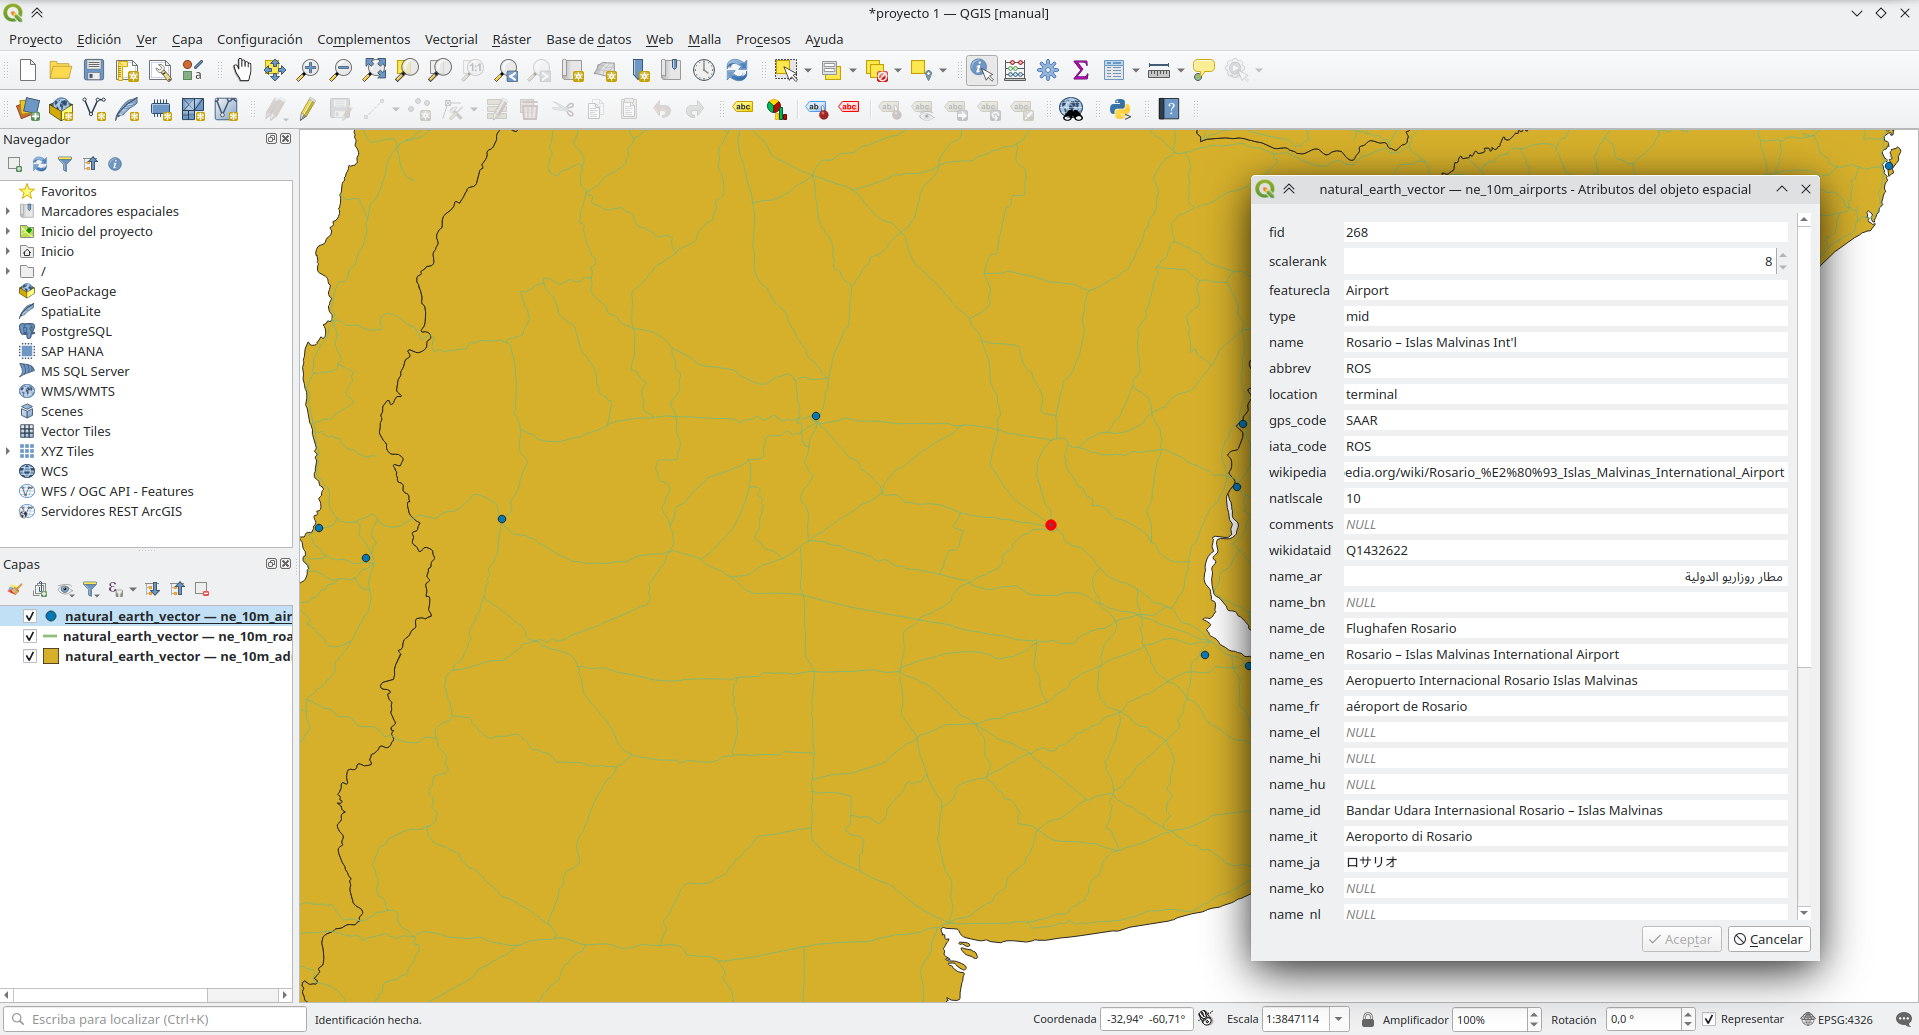 *proyecto 1 — QGIS [manual]
Proyecto Edición Ver Capa Configuración Complementos Vectorial Ráster Base de datos Web Malla Procesos Ayuda
Navegador
Favoritos
Marcadores espaciales
Inicio del proyecto
Inicio
/
GeoPackage
SpatiaLite
PostgreSQL
SAP HANA
MS SQL Server
WMS/WMTS
Scenes
Vector Tiles
XYZ Tiles
WCS
WFS / OGC API - Features
Servidores REST ArcGIS
Capas
natural_earth_vector — ne_10m_air
natural_earth_vector — ne_10m_roa
natural_earth_vector — ne_10m_ad
natural_earth_vector — ne_10m_airports - Atributos del objeto espacial
fid 268
scalerank 8
featurecla Airport
type mid
name Rosario – Islas Malvinas Int'l
abbrev ROS
location terminal
gps_code SAAR
iata_code ROS
wikipedia edia.org/wiki/Rosario_%E2%80%93_Islas_Malvinas_International_Airport
natlscale 10
comments NULL
wikidataid Q1432622
name_ar مطار روزاريو الدولية
name_bn NULL
name_de Flughafen Rosario
name_en Rosario – Islas Malvinas International Airport
name_es Aeropuerto Internacional Rosario Islas Malvinas
name_fr aéroport de Rosario
name_el NULL
name_hi NULL
name_hu NULL
name_id Bandar Udara Internasional Rosario – Islas Malvinas
name_it Aeroporto di Rosario
name_ja ロサリオ
name_ko NULL
name_nl NULL
Aceptar Cancelar
Escriba para localizar (Ctrl+K) Identificación hecha. Coordenada -32,94° -60,71° Escala 1:3847114 Amplificador 100% Rotación 0,0 ° Representar EPSG:4326